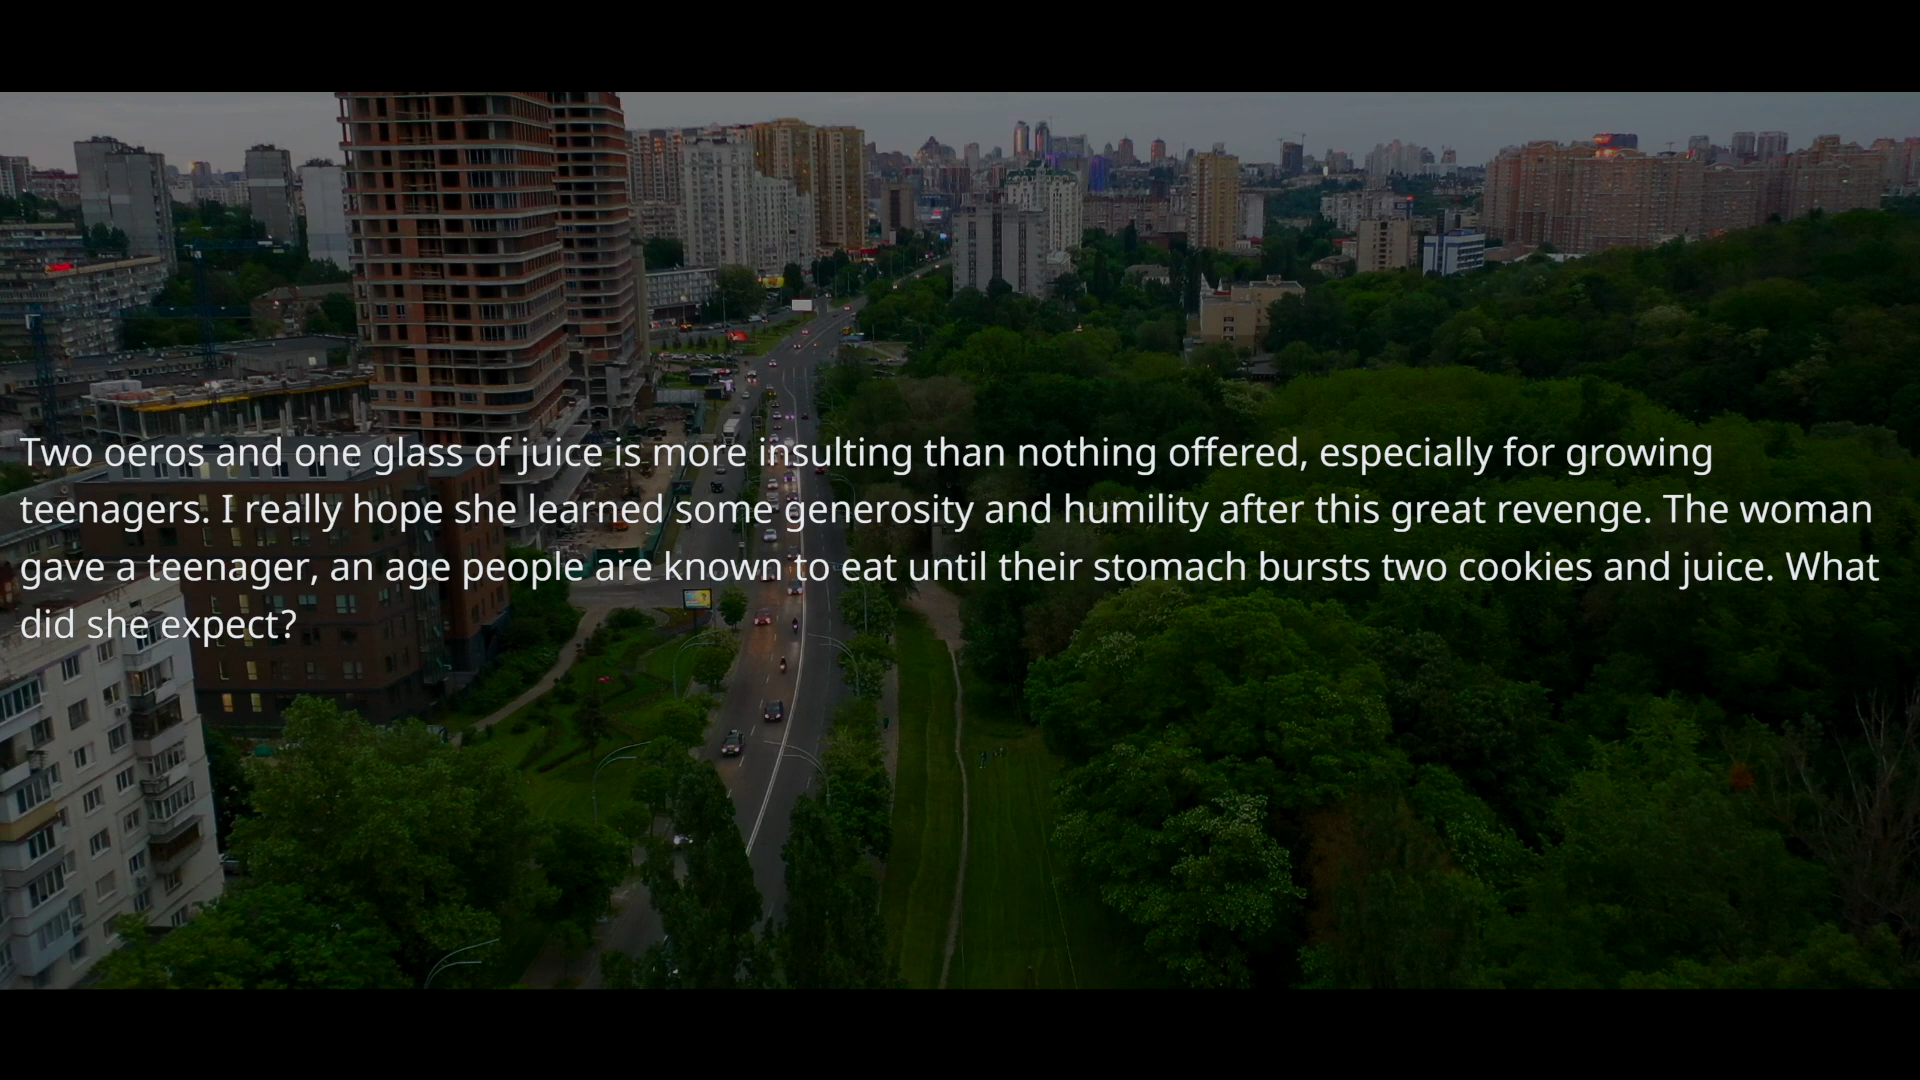 Two oeros and one glass of juice is more insulting than nothing offered, especially for growing
teenagers. I really hope she learned some generosity and humility after this great revenge. The woman
gave a teenager, an age people are known to eat until their stomach bursts two cookies and juice. What
did she expect?